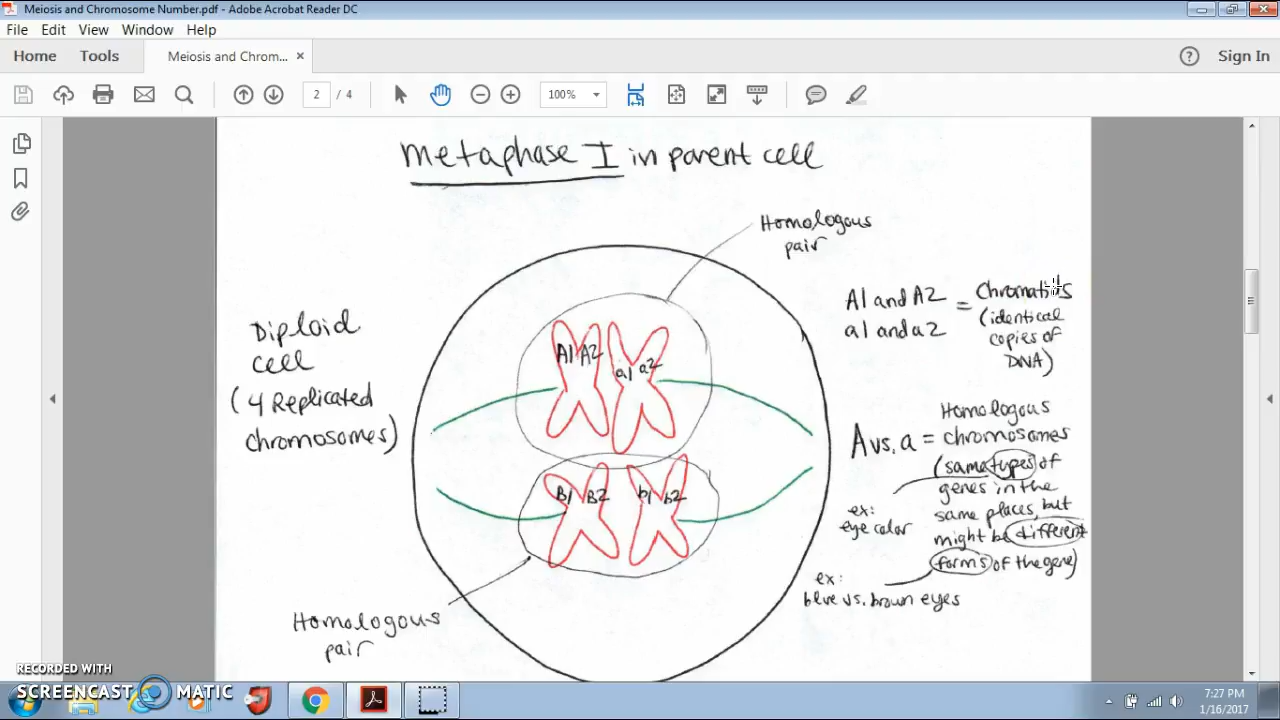 Meiosis and Chromosome Number.pdf - Adobe Acrobat Reader DC
File Edit View Window Help
Home Tools Meiosis and Chrom... × Sign In
2 / 4 100%
Metaphase I in parent cell
Homologous
pair
Diploid
cell
(4 Replicated
chromosomes)
A1 A2 a1 a2
B1 B2 b1 b2
Homologous
pair
A1 and A2
a1 and a2
=
Chromatids
(identical
copies of
DNA)
A vs. a =
Homologous
chromosomes
(same types of
genes in the
same places, but
might be different
forms of the gene)
ex:
eye color
ex:
blue vs. brown eyes
RECORDED WITH
SCREENCAST MATIC
7:27 PM
1/16/2017